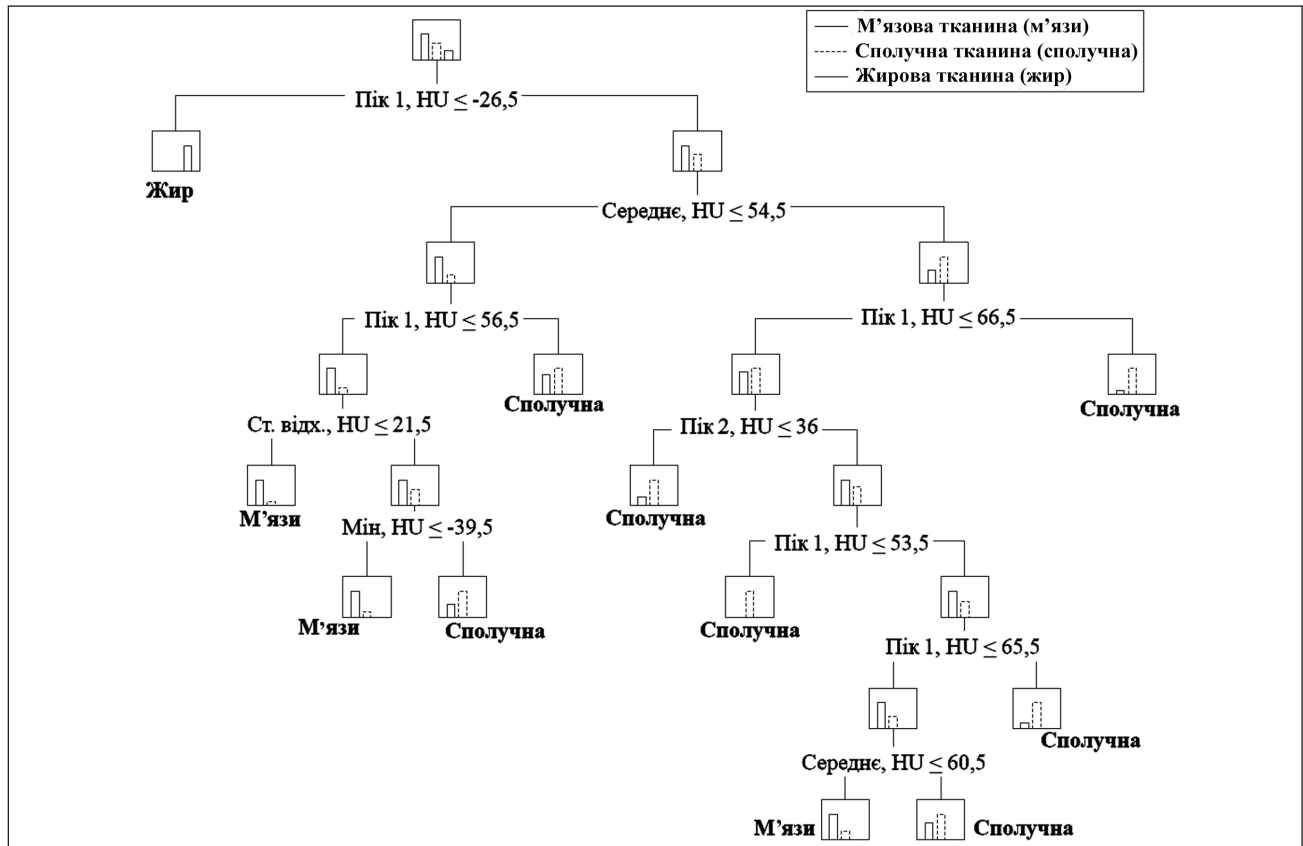 М’язова тканина (м’язи)
Сполучна тканина (сполучна)
Жирова тканина (жир)
Пік 1, HU ≤ -26,5
Жир
Середнє, HU ≤ 54,5
Пік 1, HU ≤ 56,5
Пік 1, HU ≤ 66,5
Сполучна
Сполучна
Ст. відх., HU ≤ 21,5
Пік 2, HU ≤ 36
М’язи
Сполучна
Мін, HU ≤ -39,5
Пік 1, HU ≤ 53,5
М’язи
Сполучна
Сполучна
Пік 1, HU ≤ 65,5
Сполучна
Середнє, HU ≤ 60,5
М’язи
Сполучна